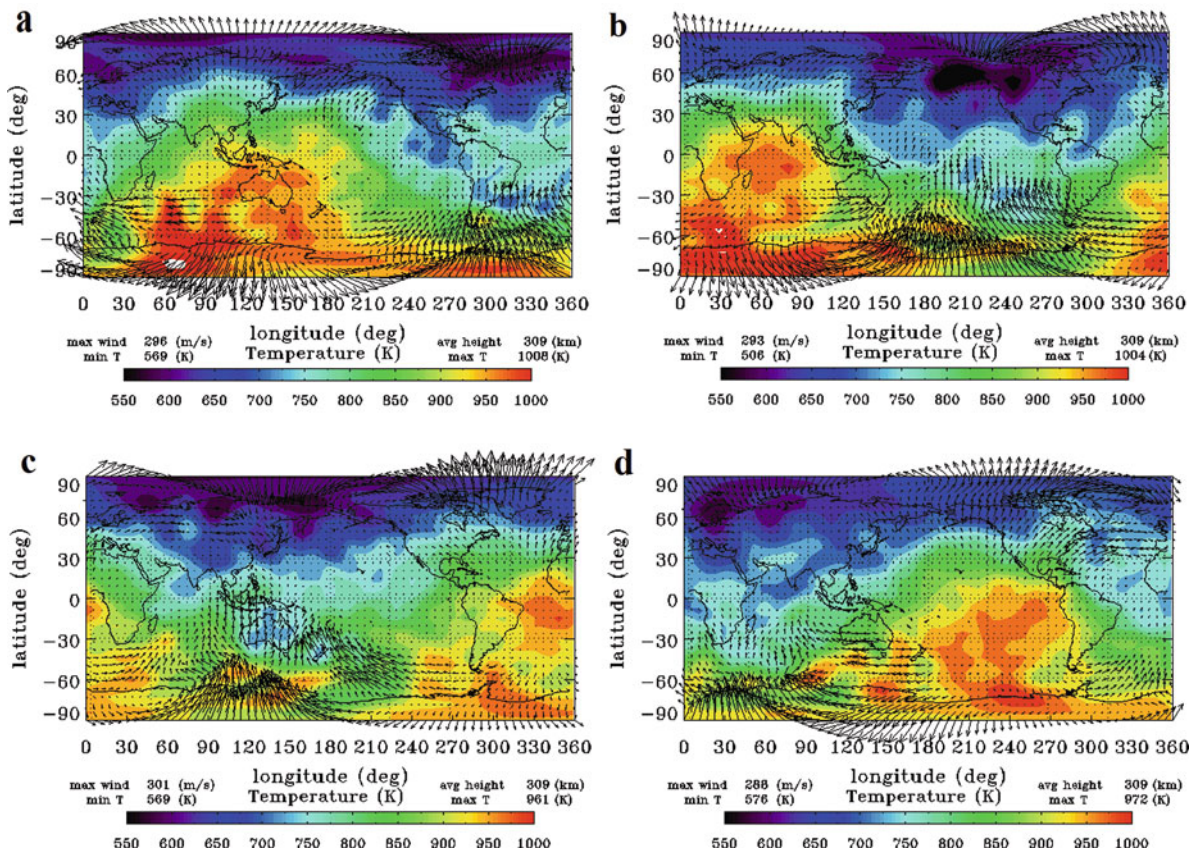 a
90
60
30
0
−30
−60
−90
latitude (deg)
0 30 60 90 120 150 180 210 240 270 300 330 360
longitude (deg)
max wind 296 (m/s) avg height 309 (km)
min T 569 (K) Temperature (K) max T 1008 (K)
550 600 650 700 750 800 850 900 950 1000
b
90
60
30
0
−30
−60
−90
latitude (deg)
0 30 60 90 120 150 180 210 240 270 300 330 360
longitude (deg)
max wind 293 (m/s) avg height 309 (km)
min T 506 (K) Temperature (K) max T 1004 (K)
550 600 650 700 750 800 850 900 950 1000
c
90
60
30
0
−30
−60
−90
latitude (deg)
0 30 60 90 120 150 180 210 240 270 300 330 360
longitude (deg)
max wind 301 (m/s) avg height 309 (km)
min T 569 (K) Temperature (K) max T 961 (K)
550 600 650 700 750 800 850 900 950 1000
d
90
60
30
0
−30
−60
−90
latitude (deg)
0 30 60 90 120 150 180 210 240 270 300 330 360
longitude (deg)
max wind 288 (m/s) avg height 309 (km)
min T 576 (K) Temperature (K) max T 972 (K)
550 600 650 700 750 800 850 900 950 1000